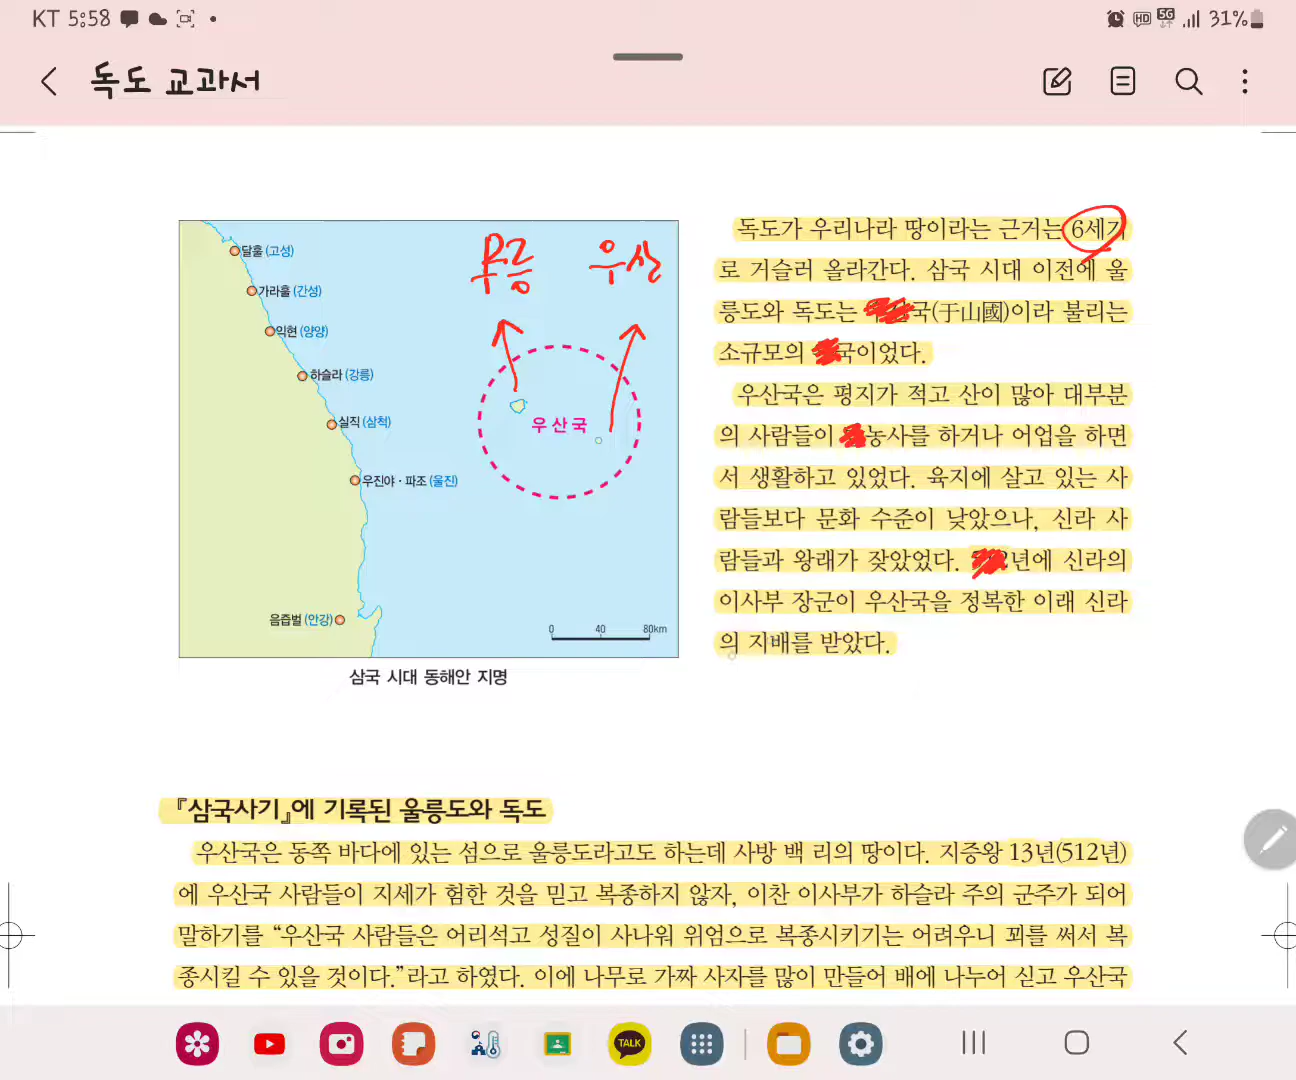 KT 5:58
HD 5G 31%
독도 교과서
달홀 (고성)
가라홀 (간성)
익현 (양양)
하슬라 (강릉)
실직 (삼척)
우진야·파조 (울진)
음즙벌 (안강)
우릉
우산
우산국
0 40 80km
삼국 시대 동해안 지명
독도가 우리나라 땅이라는 근거는 6세기
로 거슬러 올라간다. 삼국 시대 이전에 울
릉도와 독도는 국(于山國)이라 불리는
소규모의 국이었다.
우산국은 평지가 적고 산이 많아 대부분
의 사람들이 농사를 하거나 어업을 하면
서 생활하고 있었다. 육지에 살고 있는 사
람들보다 문화 수준이 낮았으나, 신라 사
람들과 왕래가 잦았었다. 2년에 신라의
이사부 장군이 우산국을 정복한 이래 신라
의 지배를 받았다.
『삼국사기』에 기록된 울릉도와 독도
우산국은 동쪽 바다에 있는 섬으로 울릉도라고도 하는데 사방 백 리의 땅이다. 지증왕 13년(512년)
에 우산국 사람들이 지세가 험한 것을 믿고 복종하지 않자, 이찬 이사부가 하슬라 주의 군주가 되어
말하기를 “우산국 사람들은 어리석고 성질이 사나워 위엄으로 복종시키기는 어려우니 꾀를 써서 복
종시킬 수 있을 것이다.”라고 하였다. 이에 나무로 가짜 사자를 많이 만들어 배에 나누어 싣고 우산국
TALK